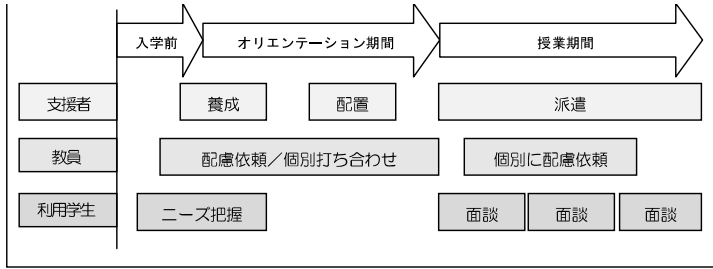 入学前
オリエンテーション期間
授業期間
支援者
養成
配置
派遣
教員
配慮依頼／個別打ち合わせ
個別に配慮依頼
利用学生
ニーズ把握
面談
面談
面談